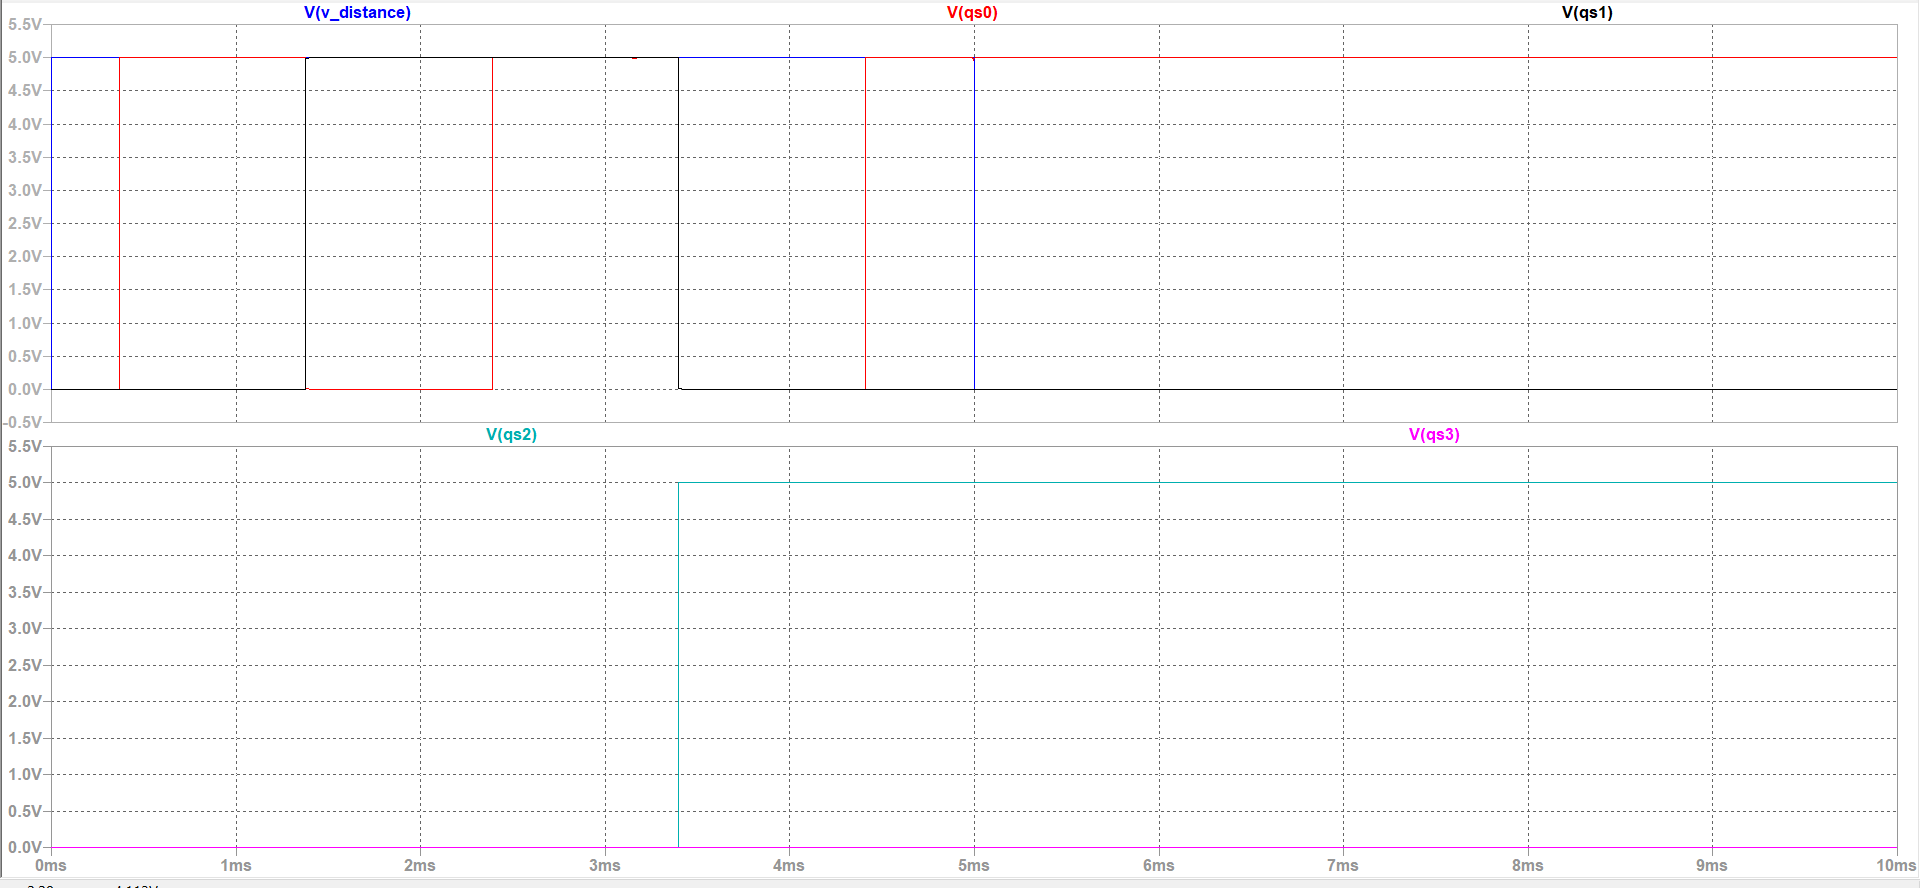 V(v_distance) V(qs0) V(qs1)
5.5V
5.0V
4.5V
4.0V
3.5V
3.0V
2.5V
2.0V
1.5V
1.0V
0.5V
0.0V
-0.5V
V(qs2) V(qs3)
5.5V
5.0V
4.5V
4.0V
3.5V
3.0V
2.5V
2.0V
1.5V
1.0V
0.5V
0.0V
0ms 1ms 2ms 3ms 4ms 5ms 6ms 7ms 8ms 9ms 10ms